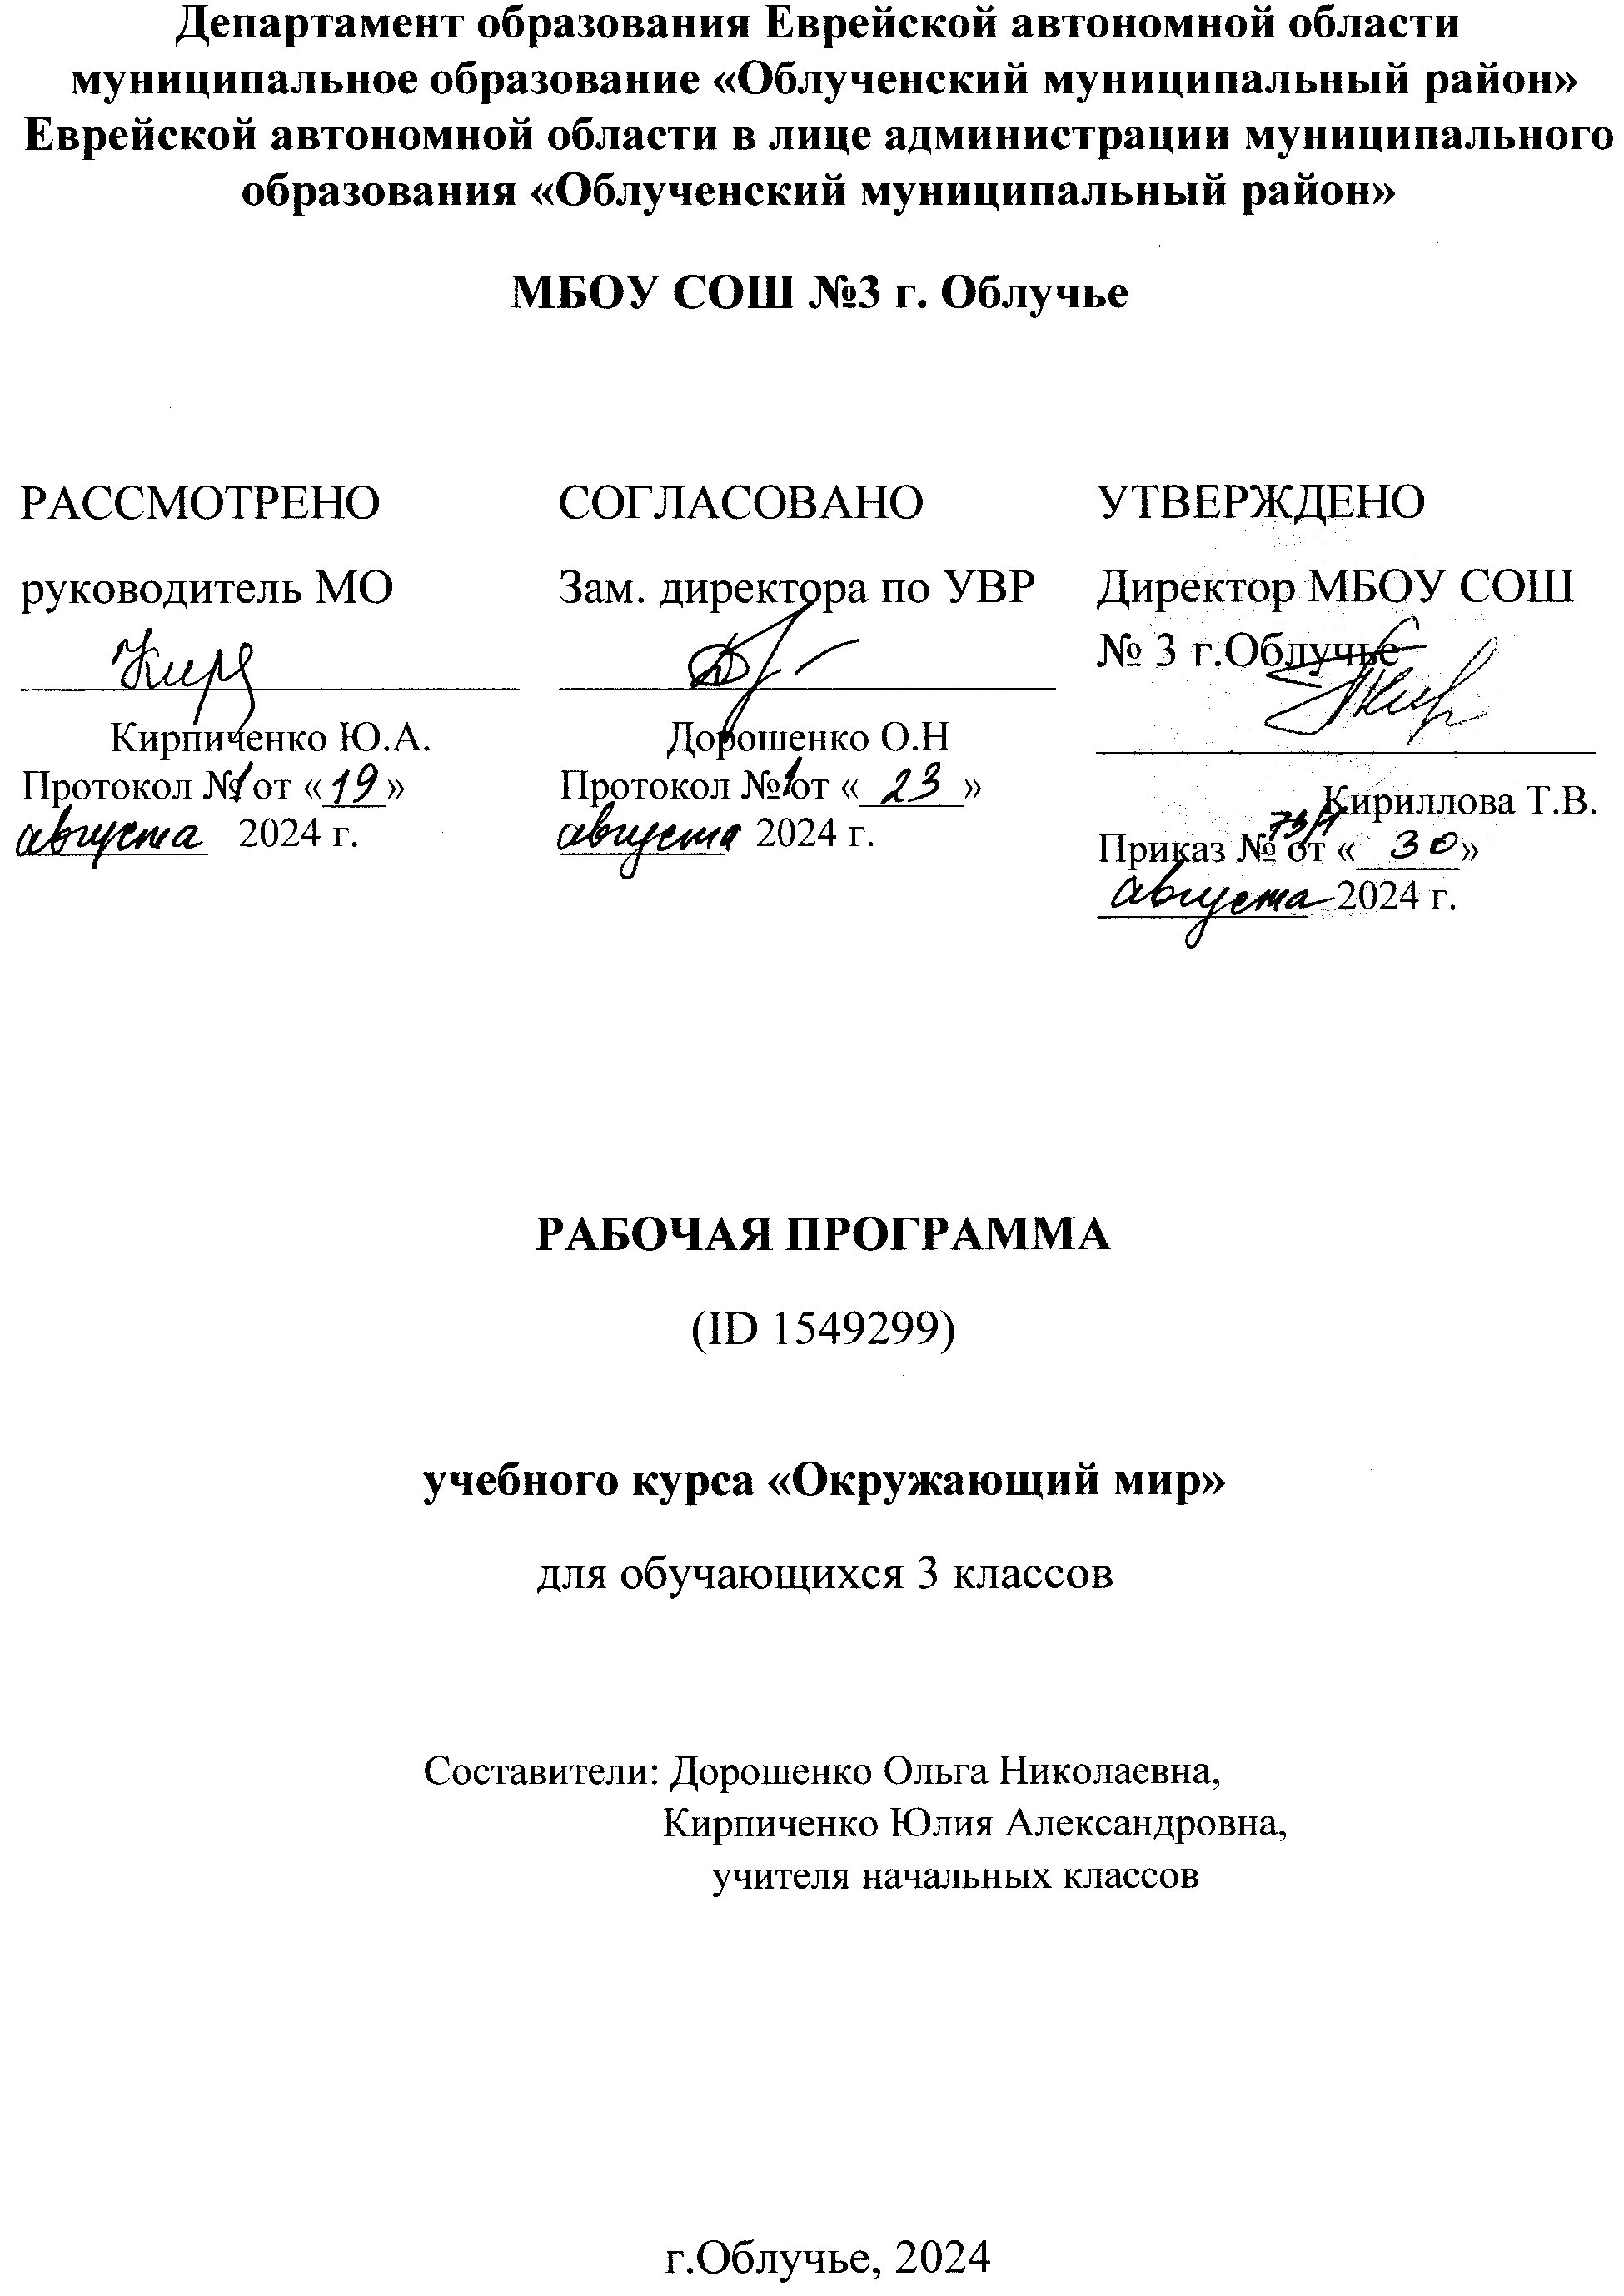 Департамент образования Еврейской автономной области
муниципальное образование «Облученский муниципальный район»
Еврейской автономной области в лице администрации муниципального
образования «Облученский муниципальный район»
МБОУ СОШ №3 г. Облучье
РАССМОТРЕНО
руководитель МО
Кирпиченко Ю.А.
Протокол №1 от «19»
августа 2024 г.
СОГЛАСОВАНО
Зам. директора по УВР
Дорошенко О.Н
Протокол №1 от «23»
августа 2024 г.
УТВЕРЖДЕНО
Директор МБОУ СОШ
№ 3 г.Облучье
Кириллова Т.В.
Приказ № 73/1 от «30»
августа 2024 г.
РАБОЧАЯ ПРОГРАММА
(ID 1549299)
учебного курса «Окружающий мир»
для обучающихся 3 классов
Составители: Дорошенко Ольга Николаевна,
Кирпиченко Юлия Александровна,
учителя начальных классов
г.Облучье, 2024